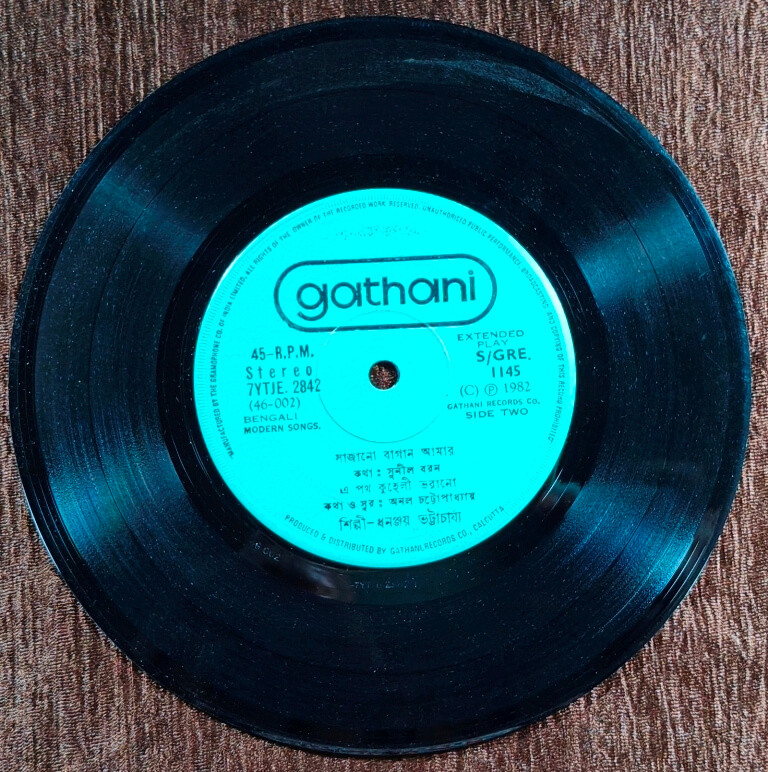 MANUFACTURED BY THE GRAMOPHONE CO. OF INDIA LIMITED. ALL RIGHTS OF THE OWNER OF THE RECORDED WORK RESERVED. UNAUTHORISED PUBLIC PERFORMANCE, BROADCASTING AND COPYING OF THIS RECORD PROHIBITED
gathani
45-R.P.M.
Stereo
7YTJE. 2842
(46-002)
BENGALI
MODERN SONGS.
EXTENDED
PLAY
S/GRE.
1145
(C) Ⓟ 1982
GATHANI RECORDS CO.
SIDE TWO
সাজানো বাগান আমার
কথা : সুনীল বরন
এ পথ কুহেলী ভরানো
কথা ও সুর : অনল চট্টোপাধ্যায়
শিল্পী-ধনঞ্জয় ভট্টাচার্য্য
PRODUCED & DISTRIBUTED BY GATHANI RECORDS CO., CALCUTTA